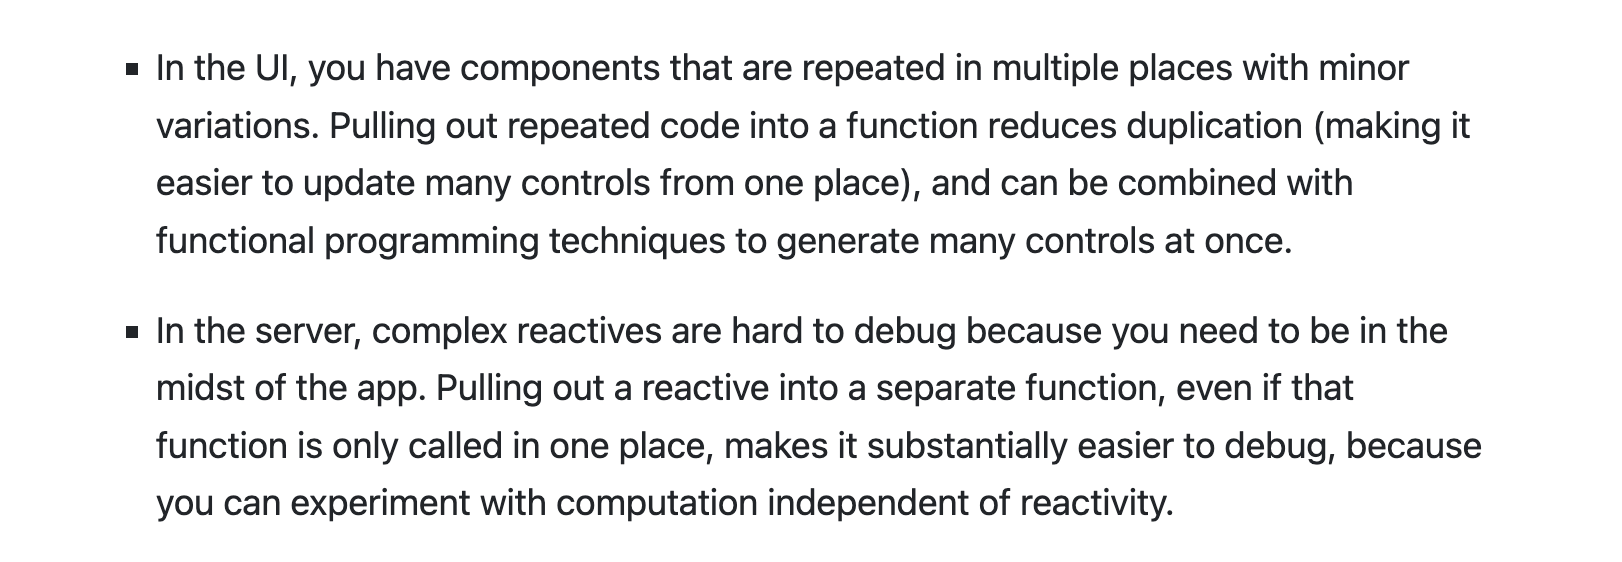 ▪ In the UI, you have components that are repeated in multiple places with minor
variations. Pulling out repeated code into a function reduces duplication (making it
easier to update many controls from one place), and can be combined with
functional programming techniques to generate many controls at once.
▪ In the server, complex reactives are hard to debug because you need to be in the
midst of the app. Pulling out a reactive into a separate function, even if that
function is only called in one place, makes it substantially easier to debug, because
you can experiment with computation independent of reactivity.